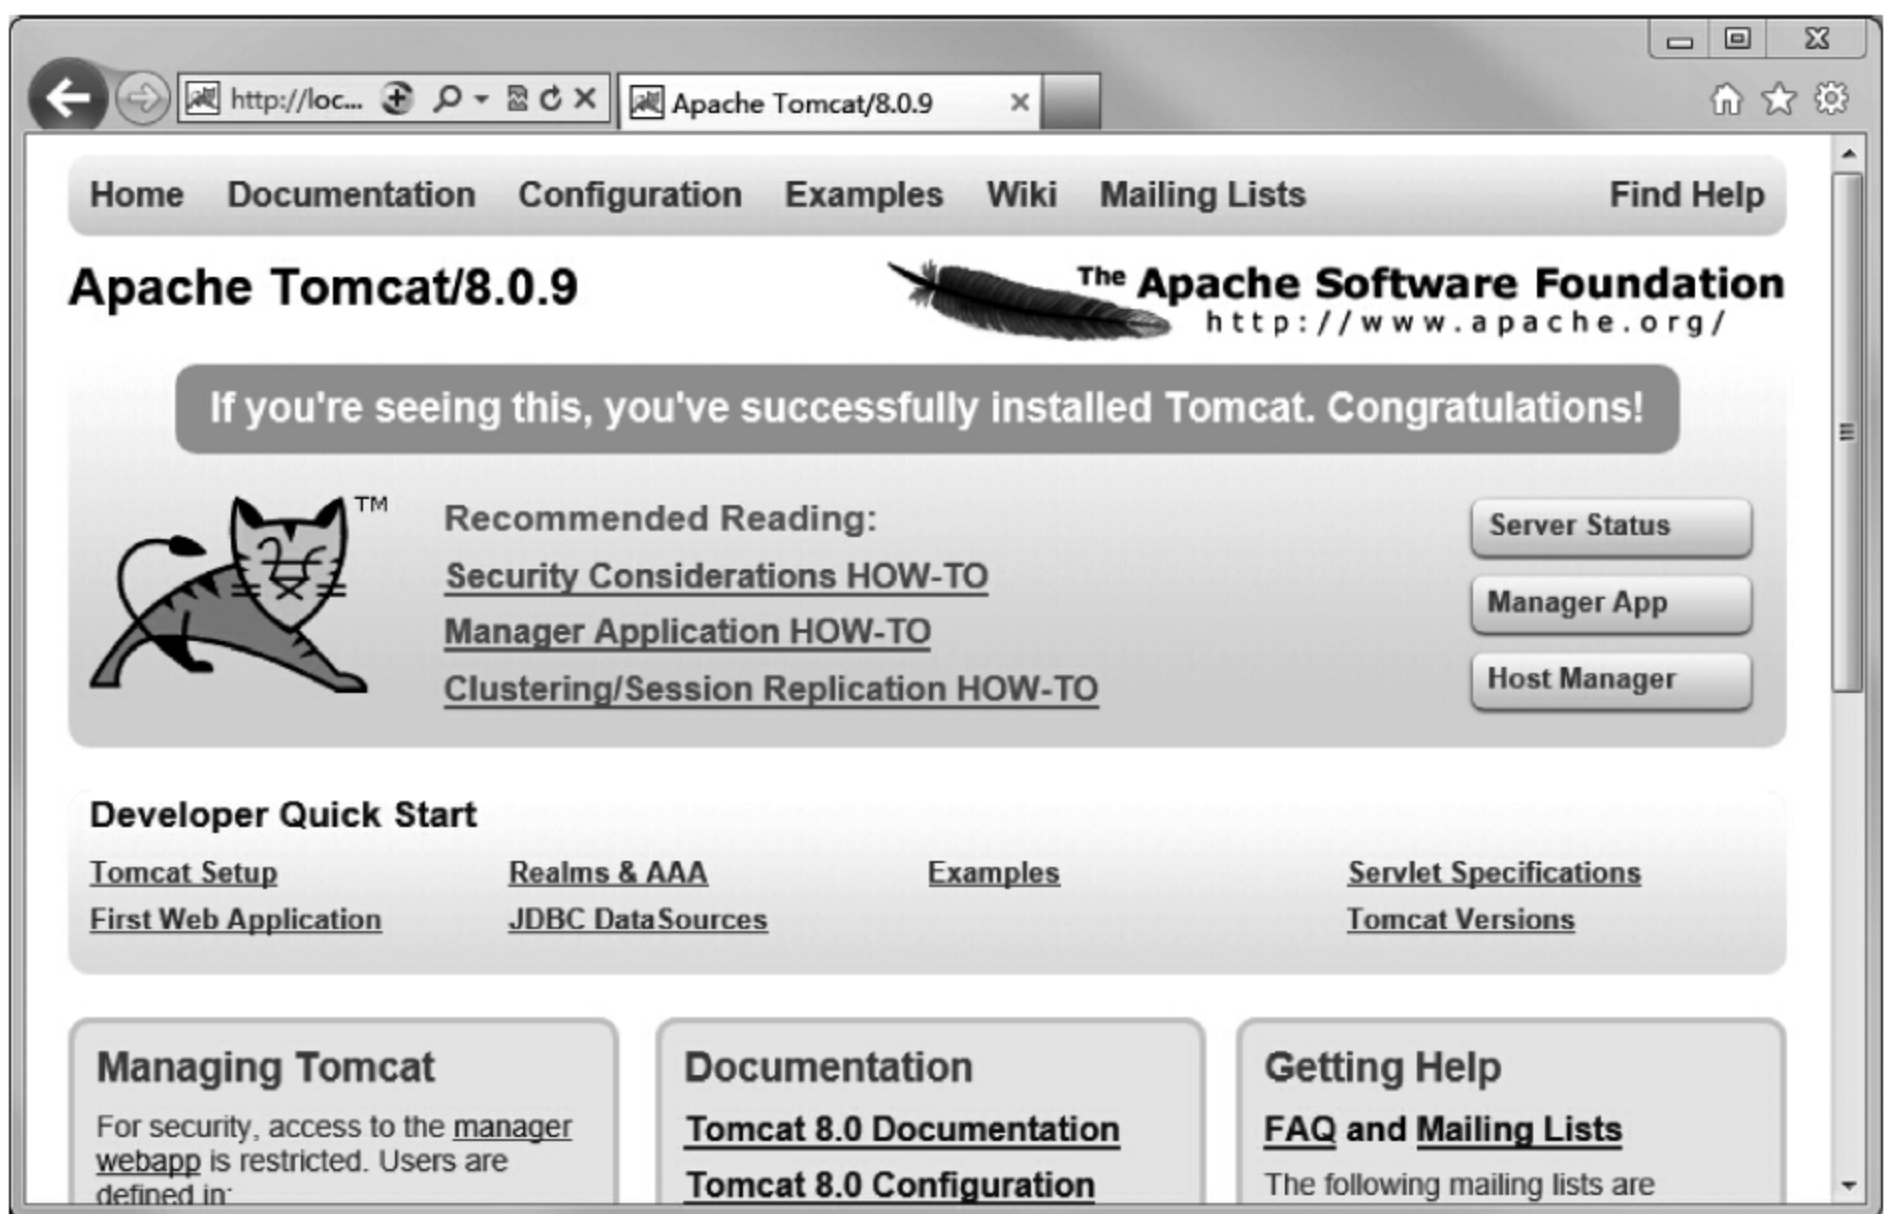 http://loc...
Apache Tomcat/8.0.9
Home Documentation Configuration Examples Wiki Mailing Lists Find Help
Apache Tomcat/8.0.9
The Apache Software Foundation
http://www.apache.org/
If you're seeing this, you've successfully installed Tomcat. Congratulations!
TM
Recommended Reading:
Security Considerations HOW-TO
Manager Application HOW-TO
Clustering/Session Replication HOW-TO
Server Status
Manager App
Host Manager
Developer Quick Start
Tomcat Setup
First Web Application
Realms & AAA
JDBC DataSources
Examples
Servlet Specifications
Tomcat Versions
Managing Tomcat
For security, access to the manager
webapp is restricted. Users are
defined in:
Documentation
Tomcat 8.0 Documentation
Tomcat 8.0 Configuration
Getting Help
FAQ and Mailing Lists
The following mailing lists are